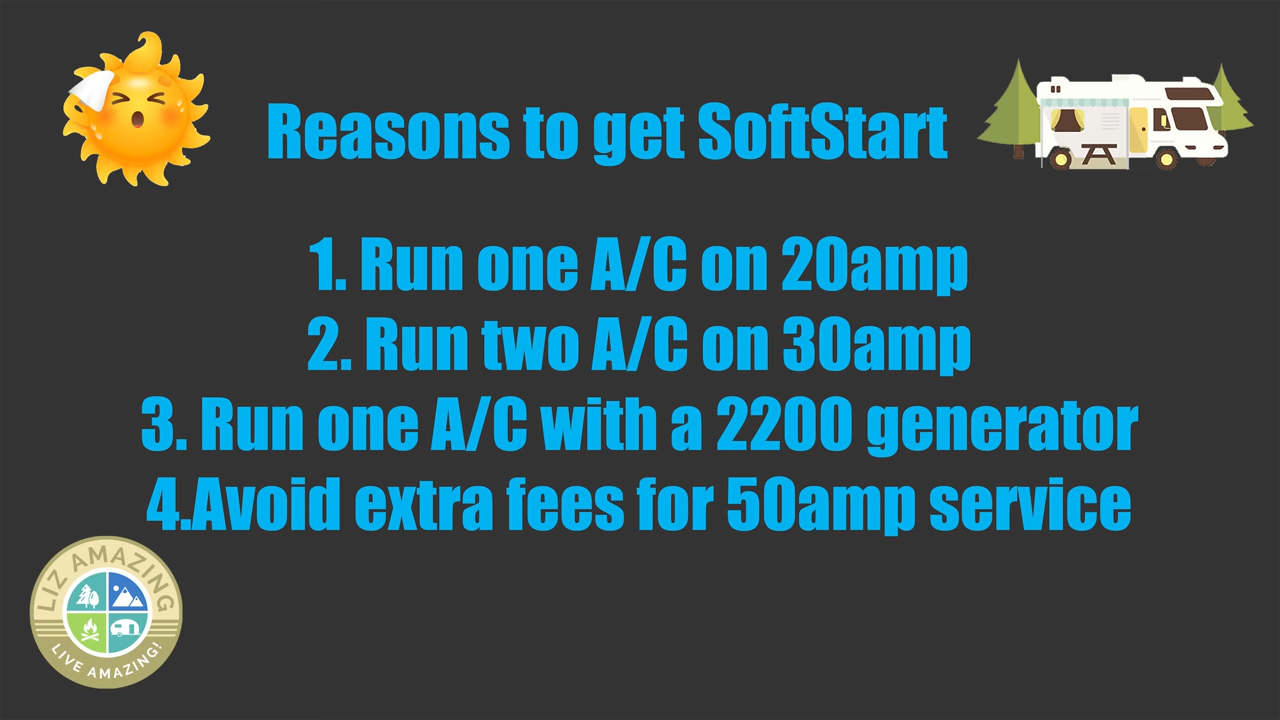 Reasons to get SoftStart
1. Run one A/C on 20amp
2. Run two A/C on 30amp
3. Run one A/C with a 2200 generator
4.Avoid extra fees for 50amp service
LIZ AMAZING
LIVE AMAZING!